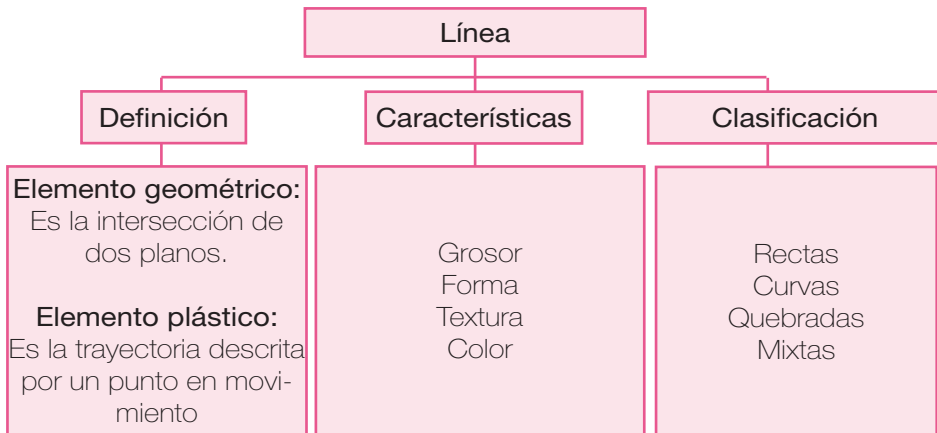 Línea
Definición
Características
Clasificación
Elemento geométrico:
Es la intersección de
dos planos.
Elemento plástico:
Es la trayectoria descrita
por un punto en movi-
miento
Grosor
Forma
Textura
Color
Rectas
Curvas
Quebradas
Mixtas